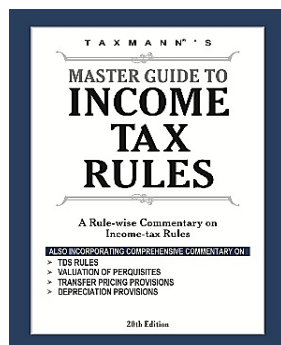 TAXMANN®'S
MASTER GUIDE TO
INCOME
TAX
RULES
A Rule-wise Commentary on
Income-tax Rules
ALSO INCORPORATING COMPREHENSIVE COMMENTARY ON
➢ TDS RULES
➢ VALUATION OF PERQUISITES
➢ TRANSFER PRICING PROVISIONS
➢ DEPRECIATION PROVISIONS
28th Edition